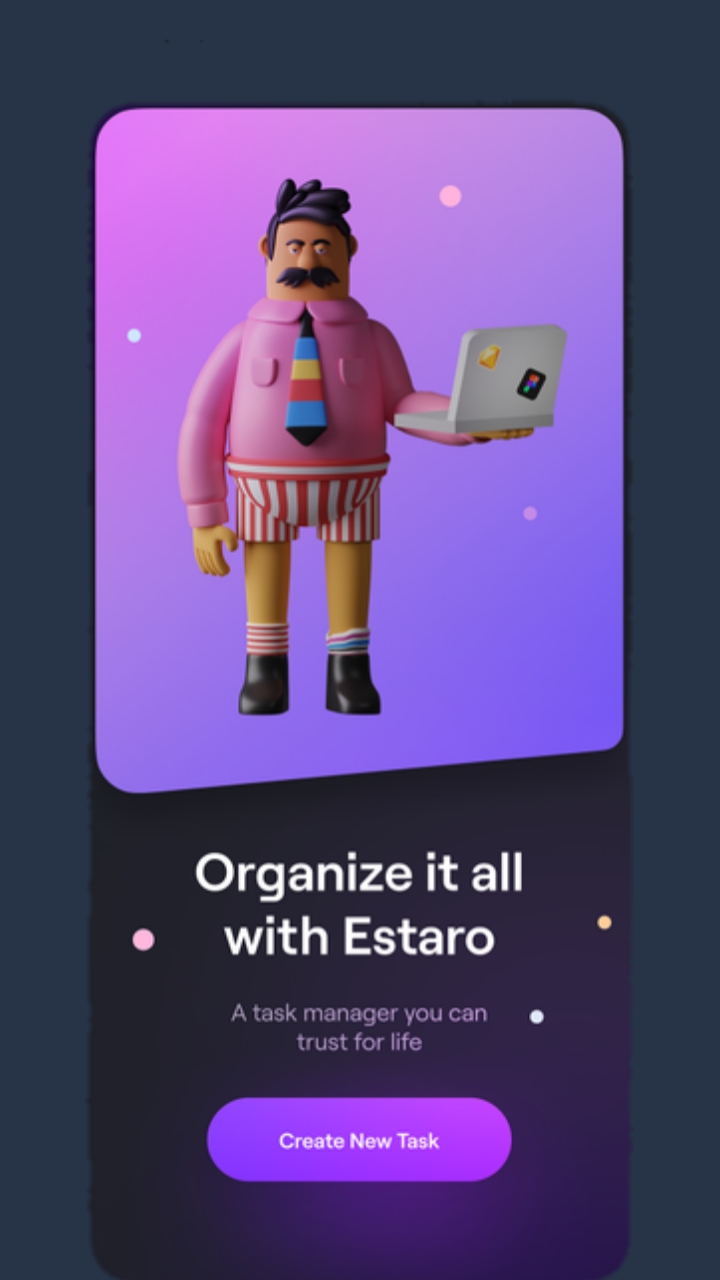 Organize it all
with Estaro
A task manager you can
trust for life
Create New Task